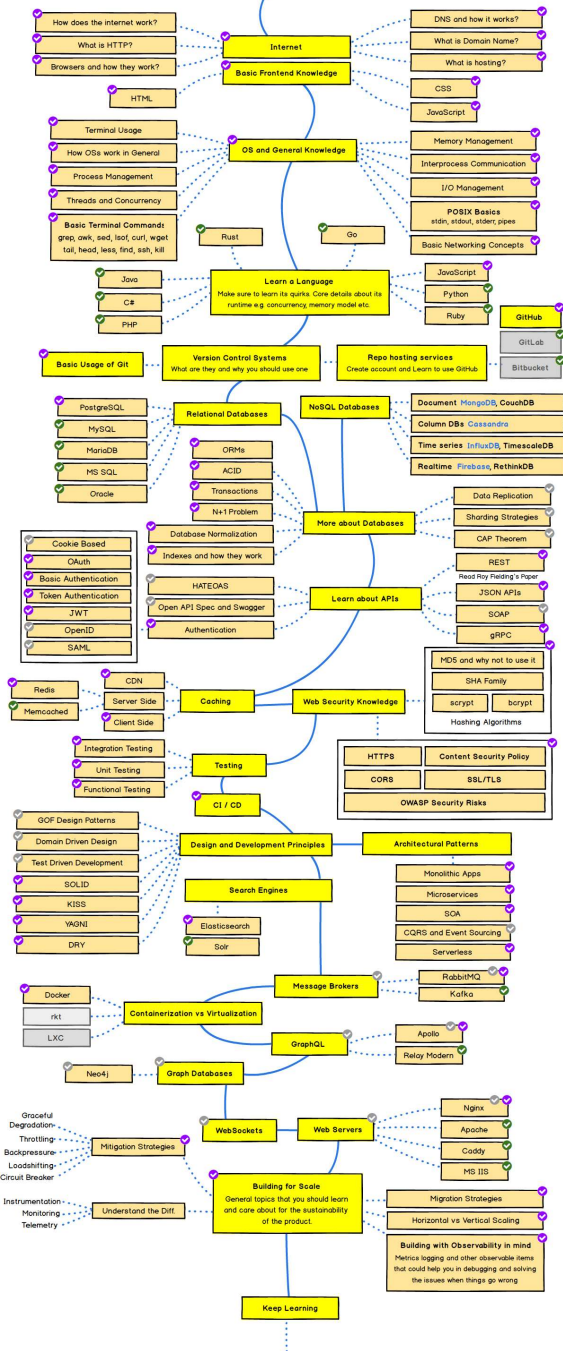 How does the internet work?
What is HTTP?
Browsers and how they work?
Internet
DNS and how it works?
What is Domain Name?
What is hosting?
Basic Frontend Knowledge
HTML
CSS
JavaScript
Terminal Usage
How OSs work in General
Process Management
Threads and Concurrency
Basic Terminal Commands
grep, awk, sed, lsof, curl, wget
tail, head, less, find, ssh, kill
OS and General Knowledge
Memory Management
Interprocess Communication
I/O Management
POSIX Basics
stdin, stdout, stderr, pipes
Basic Networking Concepts
Rust
Go
Java
C#
PHP
Learn a Language
Make sure to learn its quirks. Core details about its
runtime e.g. concurrency, memory model etc.
JavaScript
Python
Ruby
GitHub
GitLab
Bitbucket
Basic Usage of Git
Version Control Systems
What are they and why you should use one
Repo hosting services
Create account and Learn to use GitHub
PostgreSQL
MySQL
MariaDB
MS SQL
Oracle
Relational Databases
NoSQL Databases
Document MongoDB, CouchDB
Column DBs Cassandra
Time series InfluxDB, TimescaleDB
Realtime Firebase, RethinkDB
ORMs
ACID
Transactions
N+1 Problem
Database Normalization
Indexes and how they work
More about Databases
Data Replication
Sharding Strategies
CAP Theorem
Cookie Based
OAuth
Basic Authentication
Token Authentication
JWT
OpenID
SAML
HATEOAS
Open API Spec and Swagger
Authentication
Learn about APIs
REST
Read Roy Fielding's Paper
JSON APIs
SOAP
gRPC
Redis
Memcached
CDN
Server Side
Client Side
Caching
Web Security Knowledge
MD5 and why not to use it
SHA Family
scrypt
bcrypt
Hashing Algorithms
HTTPS
Content Security Policy
CORS
SSL/TLS
OWASP Security Risks
Integration Testing
Unit Testing
Functional Testing
Testing
CI / CD
GOF Design Patterns
Domain Driven Design
Test Driven Development
SOLID
KISS
YAGNI
DRY
Design and Development Principles
Architectural Patterns
Monolithic Apps
Microservices
SOA
CQRS and Event Sourcing
Serverless
Search Engines
Elasticsearch
Solr
Message Brokers
RabbitMQ
Kafka
Docker
rkt
LXC
Containerization vs Virtualization
GraphQL
Apollo
Relay Modern
Neo4j
Graph Databases
WebSockets
Web Servers
Nginx
Apache
Caddy
MS IIS
Graceful
Degradation
Throttling
Backpressure
Loadshifting
Circuit Breaker
Mitigation Strategies
Instrumentation
Monitoring
Telemetry
Understand the Diff.
Building for Scale
General topics that you should learn
and care about for the sustainability
of the product.
Migration Strategies
Horizontal vs Vertical Scaling
Building with Observability in mind
Metrics logging and other observable items
that could help you in debugging and solving
the issues when things go wrong
Keep Learning